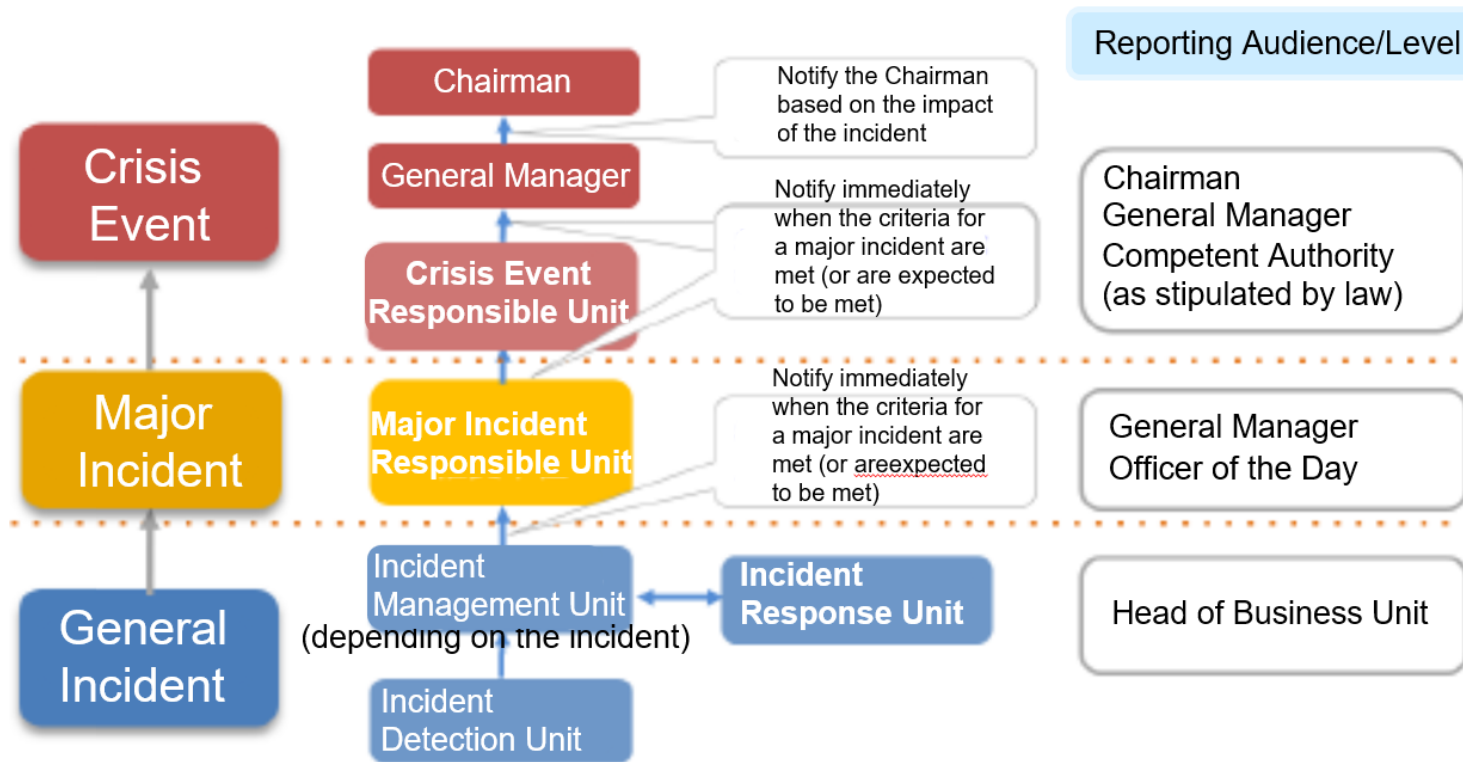 Reporting Audience/Level
Chairman
Notify the Chairman
based on the impact
of the incident
Crisis
Event
General Manager
Notify immediately
when the criteria for
a major incident are
met (or are expected
to be met)
Chairman
General Manager
Competent Authority
(as stipulated by law)
Crisis Event
Responsible Unit
Major
Incident
Major Incident
Responsible Unit
Notify immediately
when the criteria for
a major incident are
met (or areexpected
to be met)
General Manager
Officer of the Day
General
Incident
Incident
Management Unit
(depending on the incident)
Incident
Response Unit
Head of Business Unit
Incident
Detection Unit